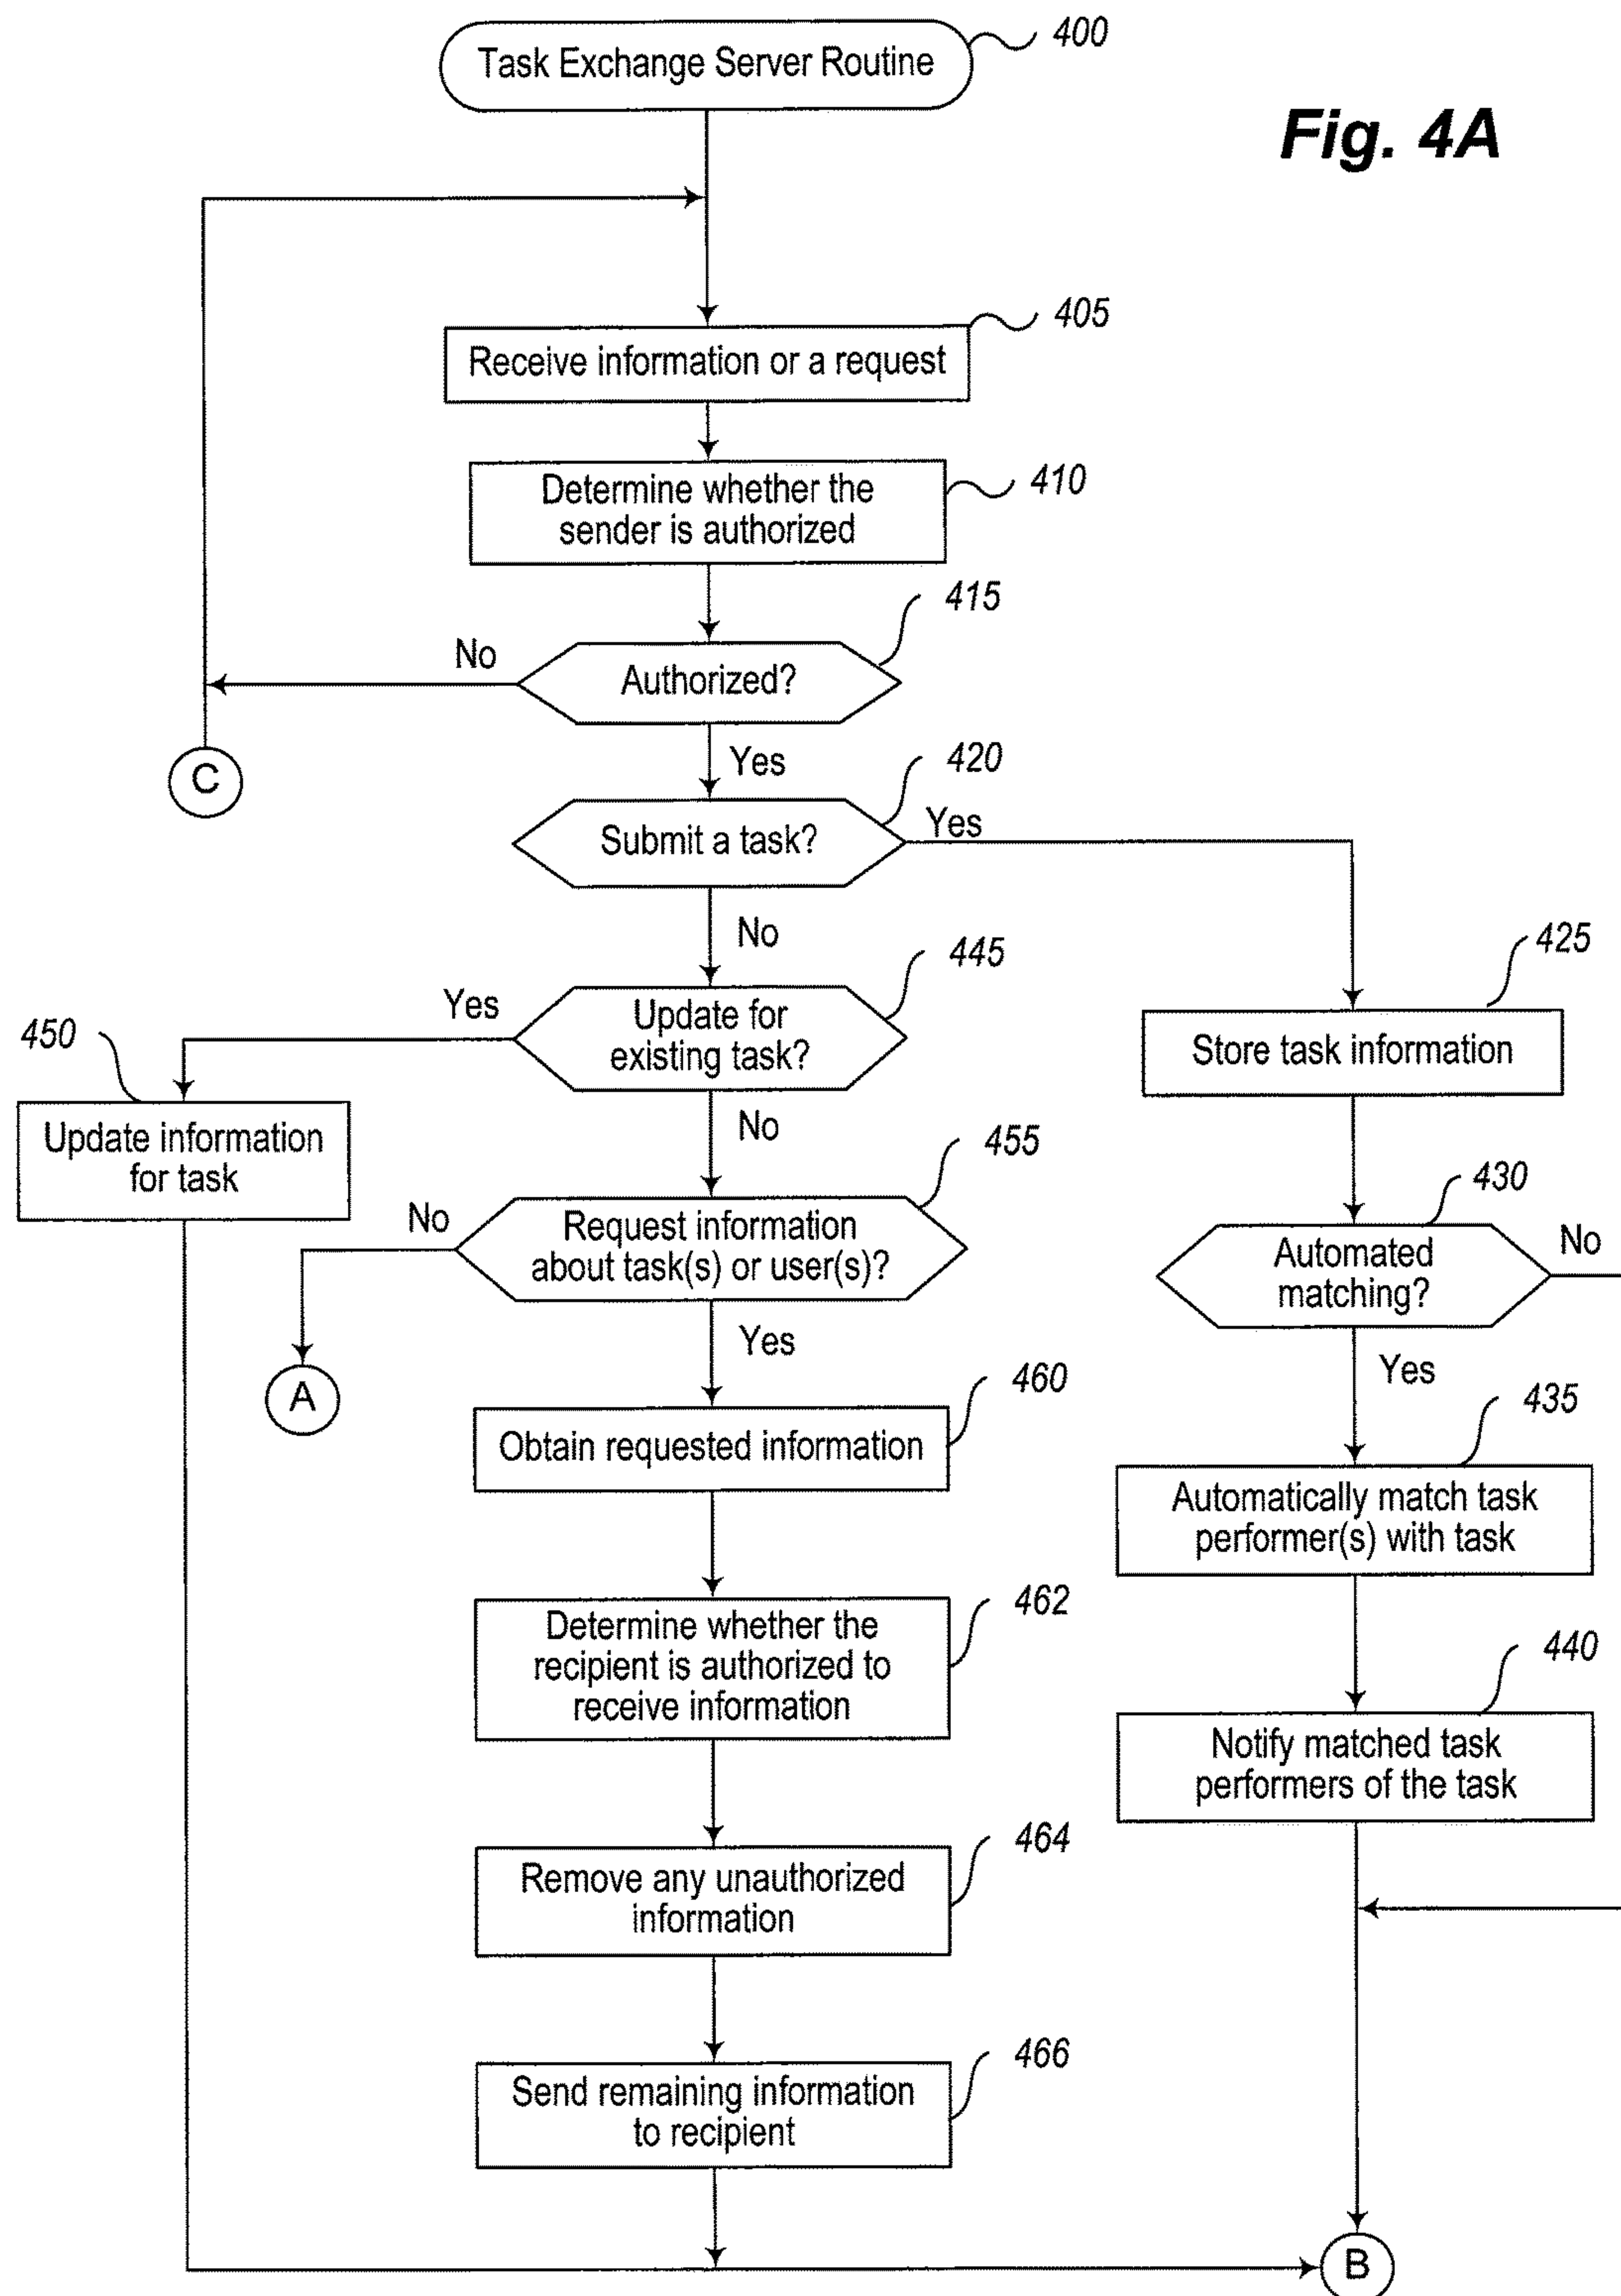 Task Exchange Server Routine
400
Fig. 4A
405
Receive information or a request
410
Determine whether the
sender is authorized
415
No
Authorized?
C
Yes
420
Submit a task?
Yes
No
445
425
Yes
Update for
existing task?
450
Store task information
Update information
for task
No
455
430
No
Request information
about task(s) or user(s)?
Automated
matching?
No
A
Yes
Yes
460
435
Obtain requested information
Automatically match task
performer(s) with task
462
Determine whether the
recipient is authorized to
receive information
440
Notify matched task
performers of the task
464
Remove any unauthorized
information
466
Send remaining information
to recipient
B